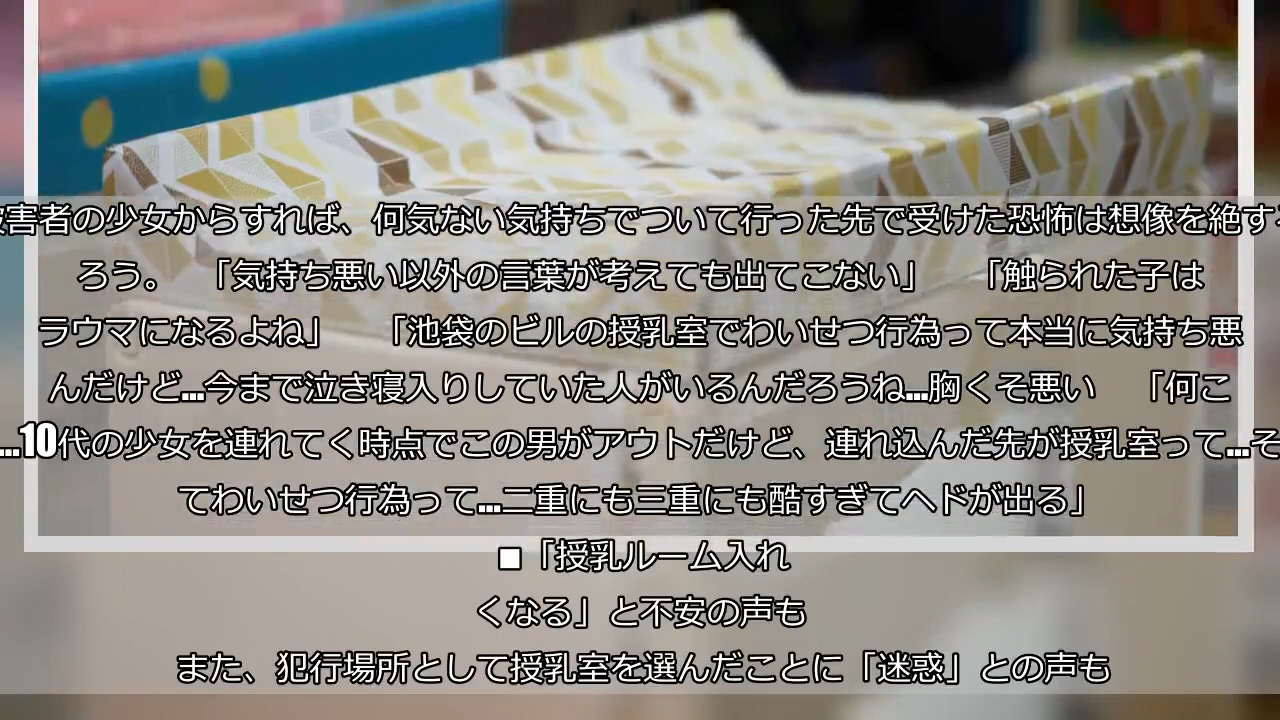 害者の少女からすれば、何気ない気持ちでついて行った先で受けた恐怖は想像を絶す
ろう。　「気持ち悪い以外の言葉が考えても出てこない」　「触られた子は
ラウマになるよね」　「池袋のビルの授乳室でわいせつ行為って本当に気持ち悪
んだけど...今まで泣き寝入りしていた人がいるんだろうね...胸くそ悪い　「何こ
...10代の少女を連れてく時点でこの男がアウトだけど、連れ込んだ先が授乳室って...そ
てわいせつ行為って...二重にも三重にも酷すぎてヘドが出る」
■「授乳ルーム入れ
くなる」と不安の声も
また、犯行場所として授乳室を選んだことに「迷惑」との声も